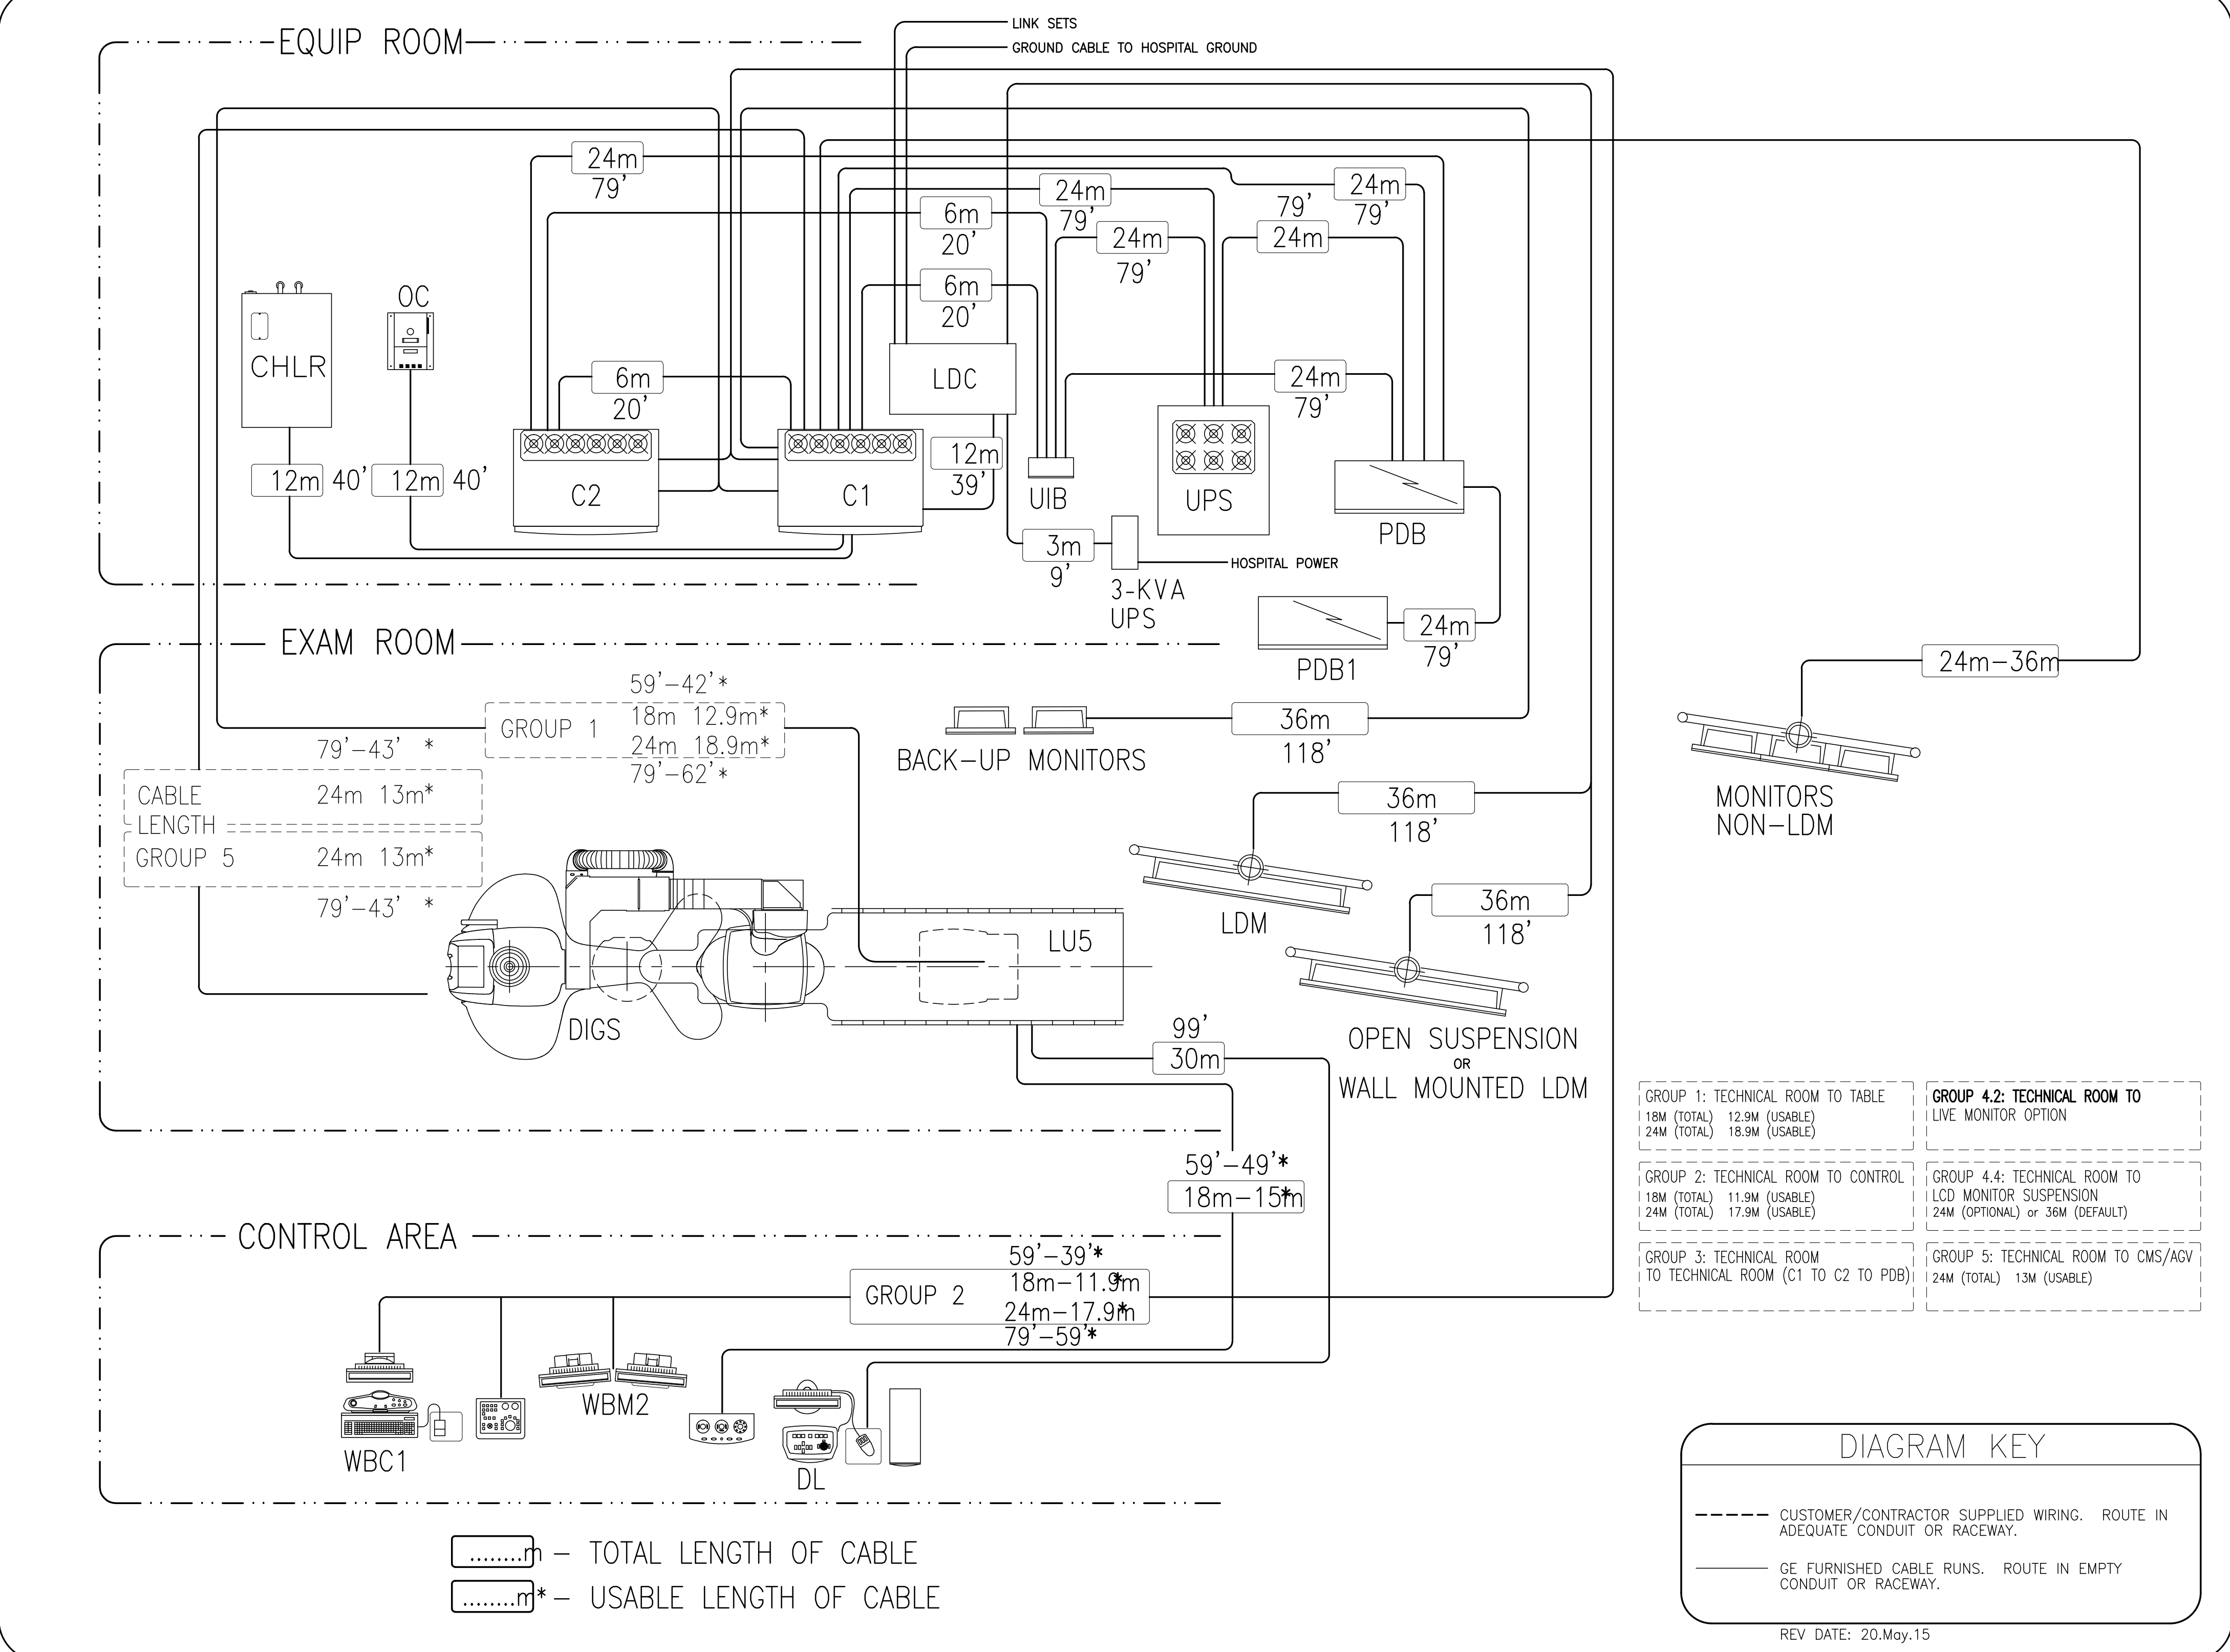 LINK SETS
EQUIP ROOM
GROUND CABLE TO HOSPITAL GROUND
24m
79'
24m
79'
24m
79'
79'
24m
6m
20'
24m
79'
6m
20'
OC
CHLR
LDC
6m
20'
24m
79'
12m 40'
12m 40'
C2
C1
12m
39'
UIB
UPS
PDB
3m
9'
HOSPITAL POWER
3-KVA
UPS
EXAM ROOM
PDB1
24m
79'
24m-36m
59'-42'*
GROUP 1
18m 12.9m*
24m 18.9m*
79'-62'*
BACK-UP MONITORS
36m
118'
79'-43' *
CABLE
LENGTH
24m 13m*
GROUP 5
24m 13m*
79'-43' *
MONITORS
NON-LDM
36m
118'
LDM
36m
118'
LU5
DIGS
OPEN SUSPENSION
OR
WALL MOUNTED LDM
99'
30m
59'-49'*
18m-15*m
GROUP 1: TECHNICAL ROOM TO TABLE
18M (TOTAL) 12.9M (USABLE)
24M (TOTAL) 18.9M (USABLE)
GROUP 4.2: TECHNICAL ROOM TO
LIVE MONITOR OPTION
GROUP 2: TECHNICAL ROOM TO CONTROL
18M (TOTAL) 11.9M (USABLE)
24M (TOTAL) 17.9M (USABLE)
GROUP 4.4: TECHNICAL ROOM TO
LCD MONITOR SUSPENSION
24M (OPTIONAL) or 36M (DEFAULT)
GROUP 3: TECHNICAL ROOM
TO TECHNICAL ROOM (C1 TO C2 TO PDB)
GROUP 5: TECHNICAL ROOM TO CMS/AGV
24M (TOTAL) 13M (USABLE)
CONTROL AREA
59'-39'*
GROUP 2
18m-11.9*m
24m-17.9*m
79'-59'*
WBM2
WBC1
DL
........m - TOTAL LENGTH OF CABLE
........m* - USABLE LENGTH OF CABLE
DIAGRAM KEY
CUSTOMER/CONTRACTOR SUPPLIED WIRING. ROUTE IN
ADEQUATE CONDUIT OR RACEWAY.
GE FURNISHED CABLE RUNS. ROUTE IN EMPTY
CONDUIT OR RACEWAY.
REV DATE: 20.May.15